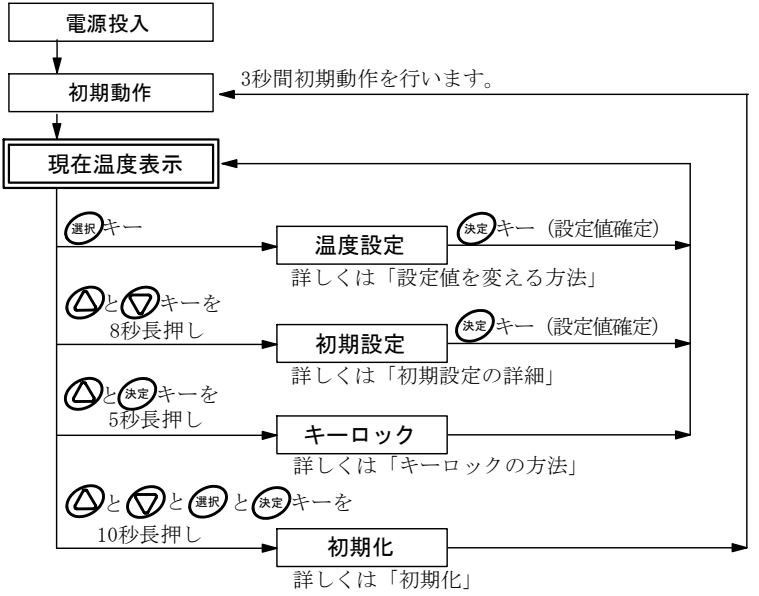 電源投入
3秒間初期動作を行います。
初期動作
現在温度表示
選択キー
温度設定
決定キー（設定値確定）
詳しくは「設定値を変える方法」
△と▽キーを
8秒長押し
初期設定
決定キー（設定値確定）
詳しくは「初期設定の詳細」
△と決定キーを
5秒長押し
キーロック
詳しくは「キーロックの方法」
△と▽と選択と決定キーを
10秒長押し
初期化
詳しくは「初期化」